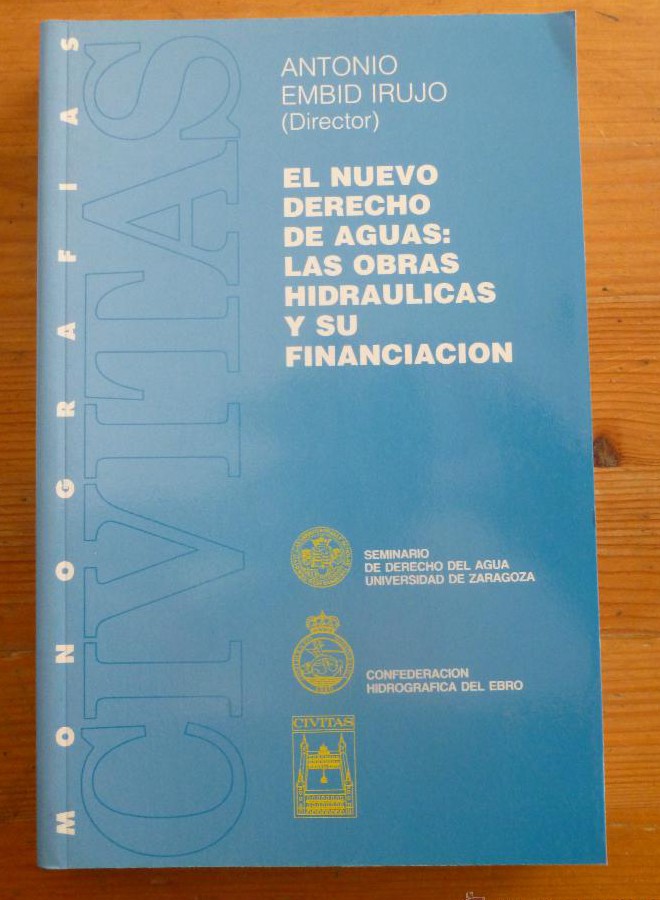 MONOGRAFIAS
CIVITAS
ANTONIO
EMBID IRUJO
(Director)
EL NUEVO
DERECHO
DE AGUAS:
LAS OBRAS
HIDRAULICAS
Y SU
FINANCIACION
SEMINARIO
DE DERECHO DEL AGUA
UNIVERSIDAD DE ZARAGOZA
CONFEDERACION
HIDROGRAFICA DEL EBRO
CIVITAS